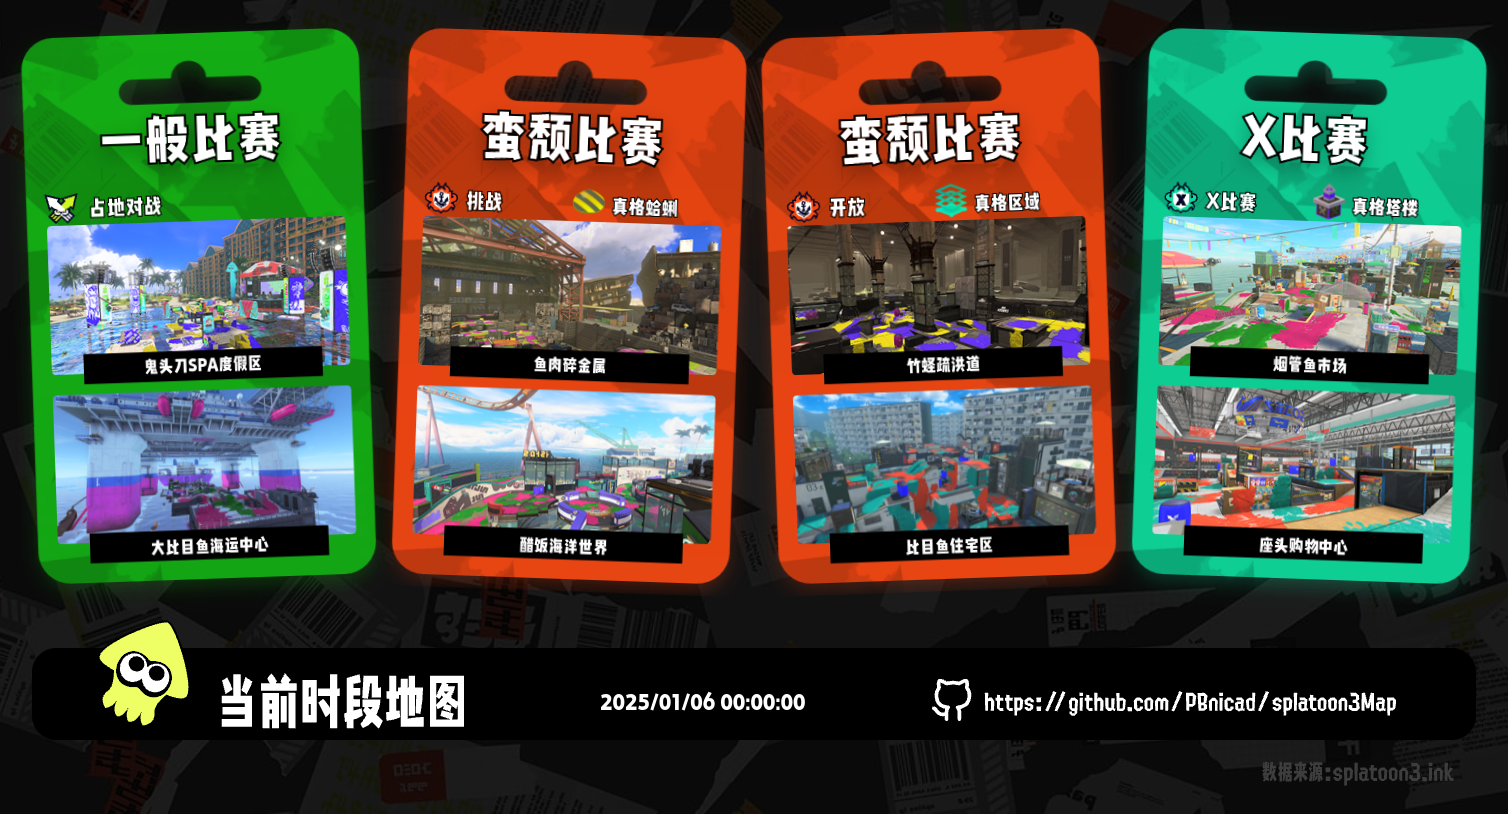 一般比赛
占地对战
鬼头刀SPA度假区
大比目鱼海运中心
蛮颓比赛
挑战
真格蛤蜊
鱼肉碎金属
醋饭海洋世界
蛮颓比赛
开放
真格区域
竹蛏疏洪道
比目鱼住宅区
X比赛
X比赛
真格塔楼
烟管鱼市场
座头购物中心
当前时段地图
2025/01/06 00:00:00
https://github.com/PBnicad/splatoon3Map
数据来源:splatoon3.ink